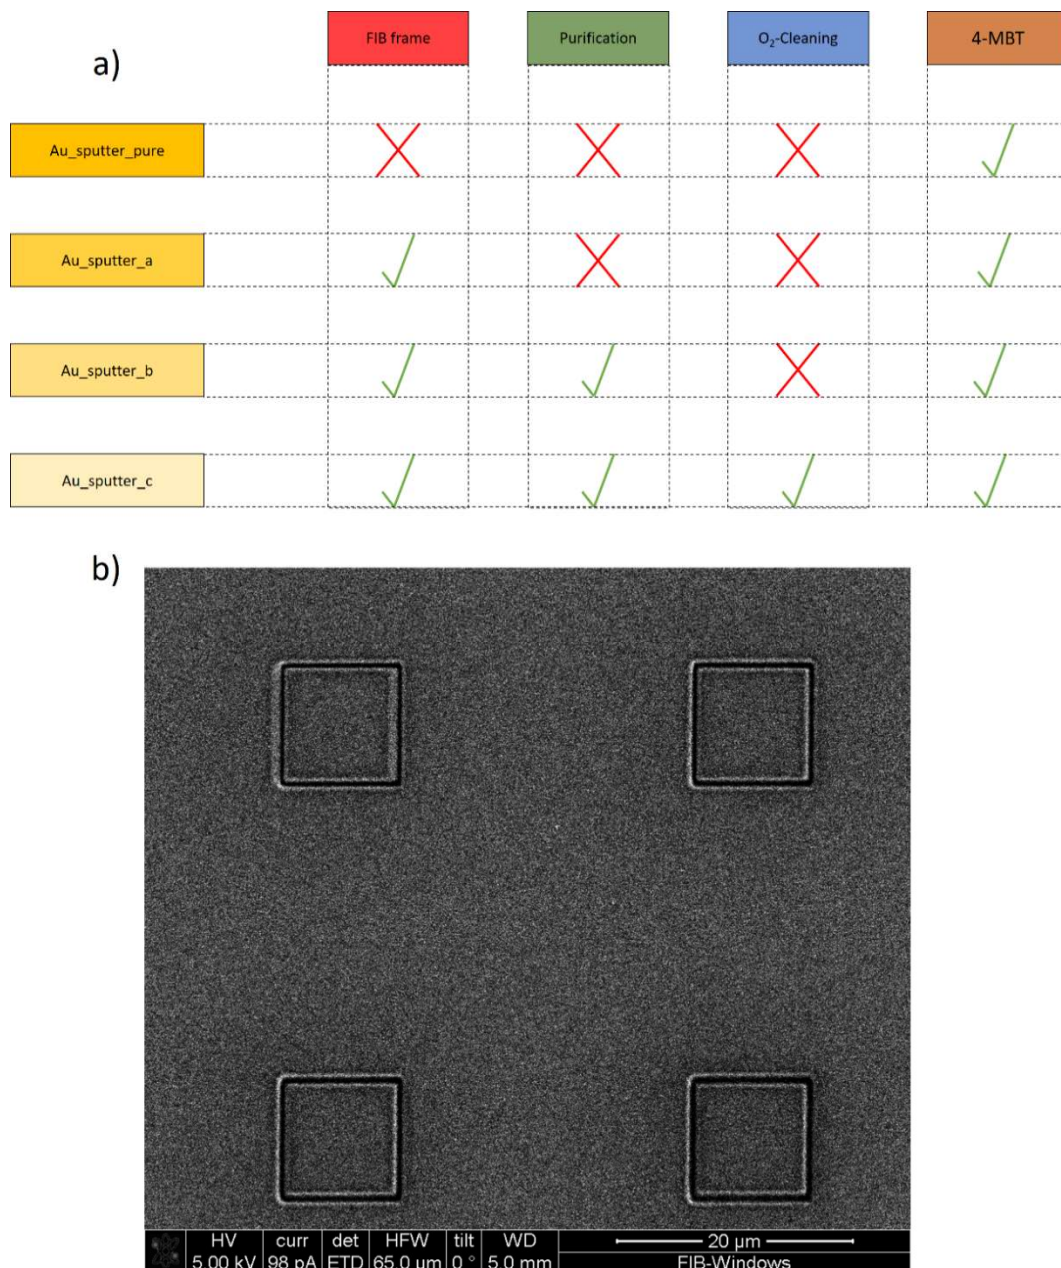 a)
FIB frame
Purification
O₂-Cleaning
4-MBT
Au_sputter_pure
Au_sputter_a
Au_sputter_b
Au_sputter_c
b)
HV curr det HFW tilt WD 20 µm
5.00 kV 98 pA ETD 65.0 um 0 ° 5.0 mm FIB-Windows